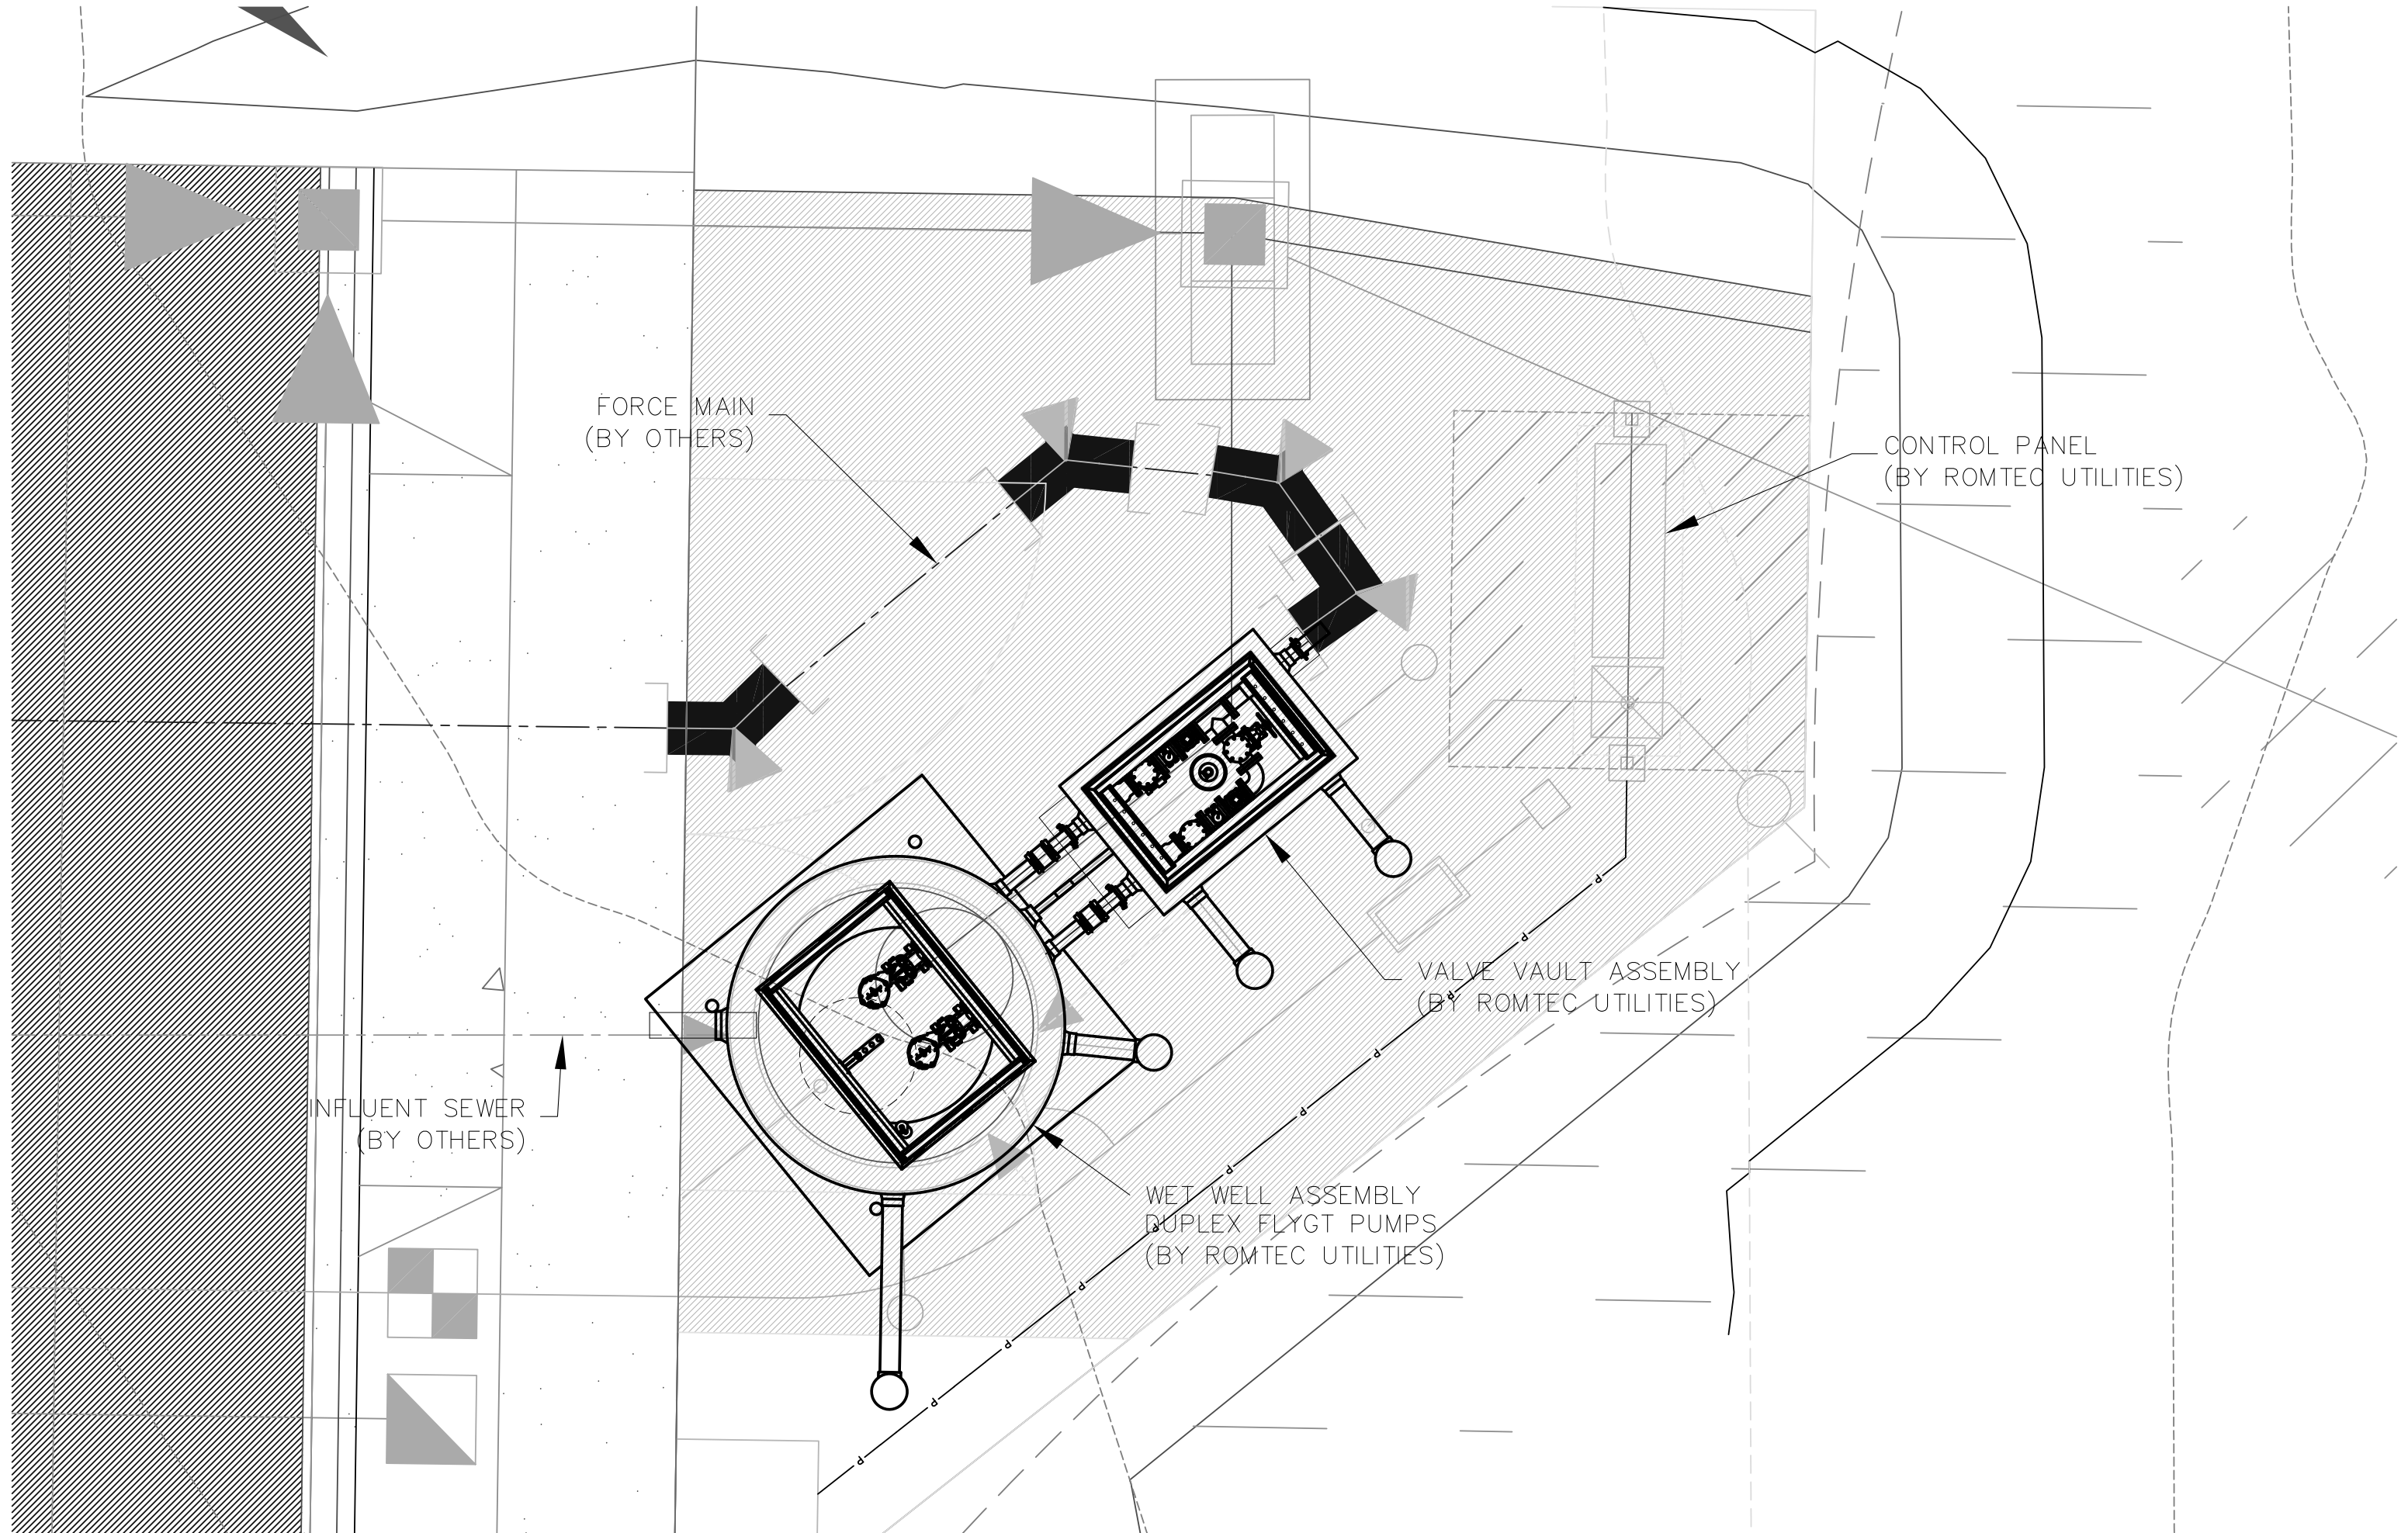 FORCE MAIN
(BY OTHERS)
CONTROL PANEL
(BY ROMTEC UTILITIES)
VALVE VAULT ASSEMBLY
(BY ROMTEC UTILITIES)
INFLUENT SEWER
(BY OTHERS)
WET WELL ASSEMBLY
DUPLEX FLYGT PUMPS
(BY ROMTEC UTILITIES)
P
P
P
P
P
P
P
P
P
P
P